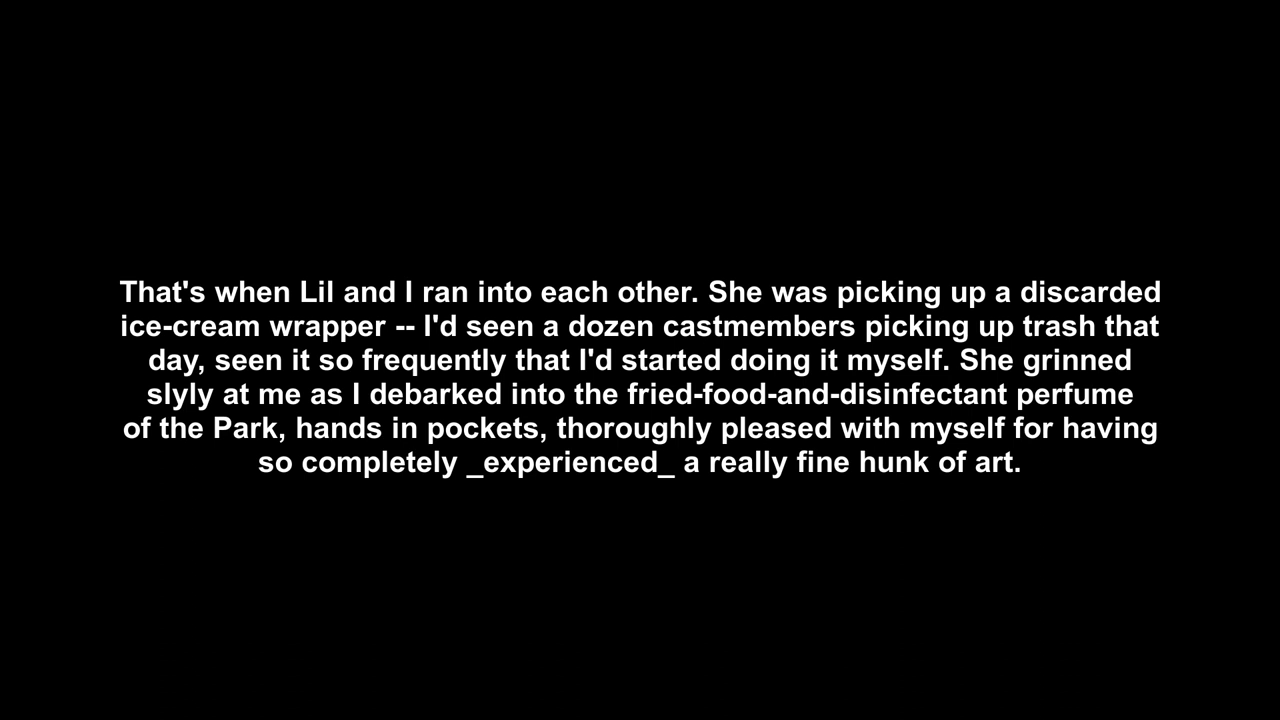 That's when Lil and I ran into each other. She was picking up a discarded
ice-cream wrapper -- I'd seen a dozen castmembers picking up trash that
day, seen it so frequently that I'd started doing it myself. She grinned
slyly at me as I debarked into the fried-food-and-disinfectant perfume
of the Park, hands in pockets, thoroughly pleased with myself for having
so completely _experienced_ a really fine hunk of art.